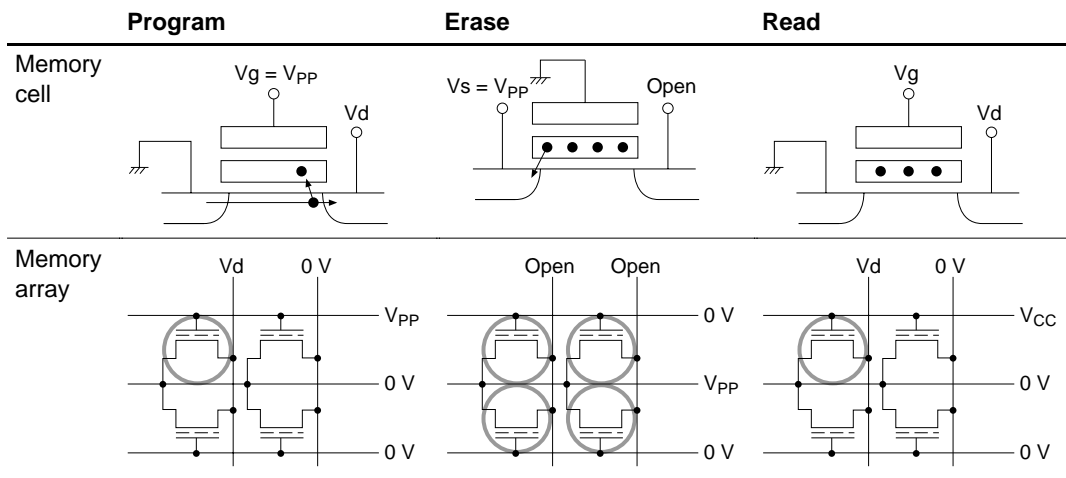 Program Erase Read
Memory cell
Vg = VPP
Vd
Vs = VPP
Open
Vg
Vd
Memory array
Vd 0 V
VPP
0 V
0 V
Open Open
0 V
VPP
0 V
Vd 0 V
VCC
0 V
0 V